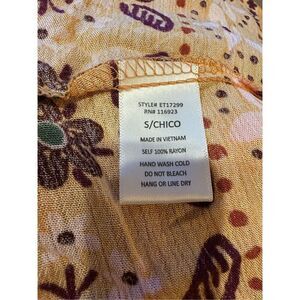 STYLE# ET17299
RN# 116923
S/CHICO
MADE IN VIETNAM
SELF 100% RAYON
HAND WASH COLD
DO NOT BLEACH
HANG OR LINE DRY